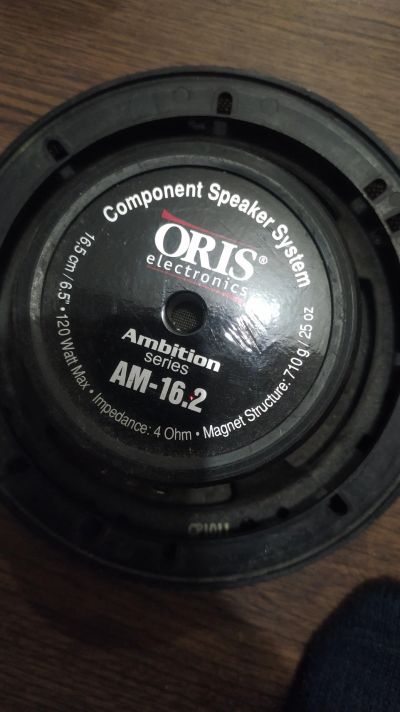 Component Speaker System
ORIS®
electronics
Ambition
series
AM-16.2
16,5 cm / 6.5" • 120 Watt Max • Impedance: 4 Ohm • Magnet Structure: 710 g / 25 oz